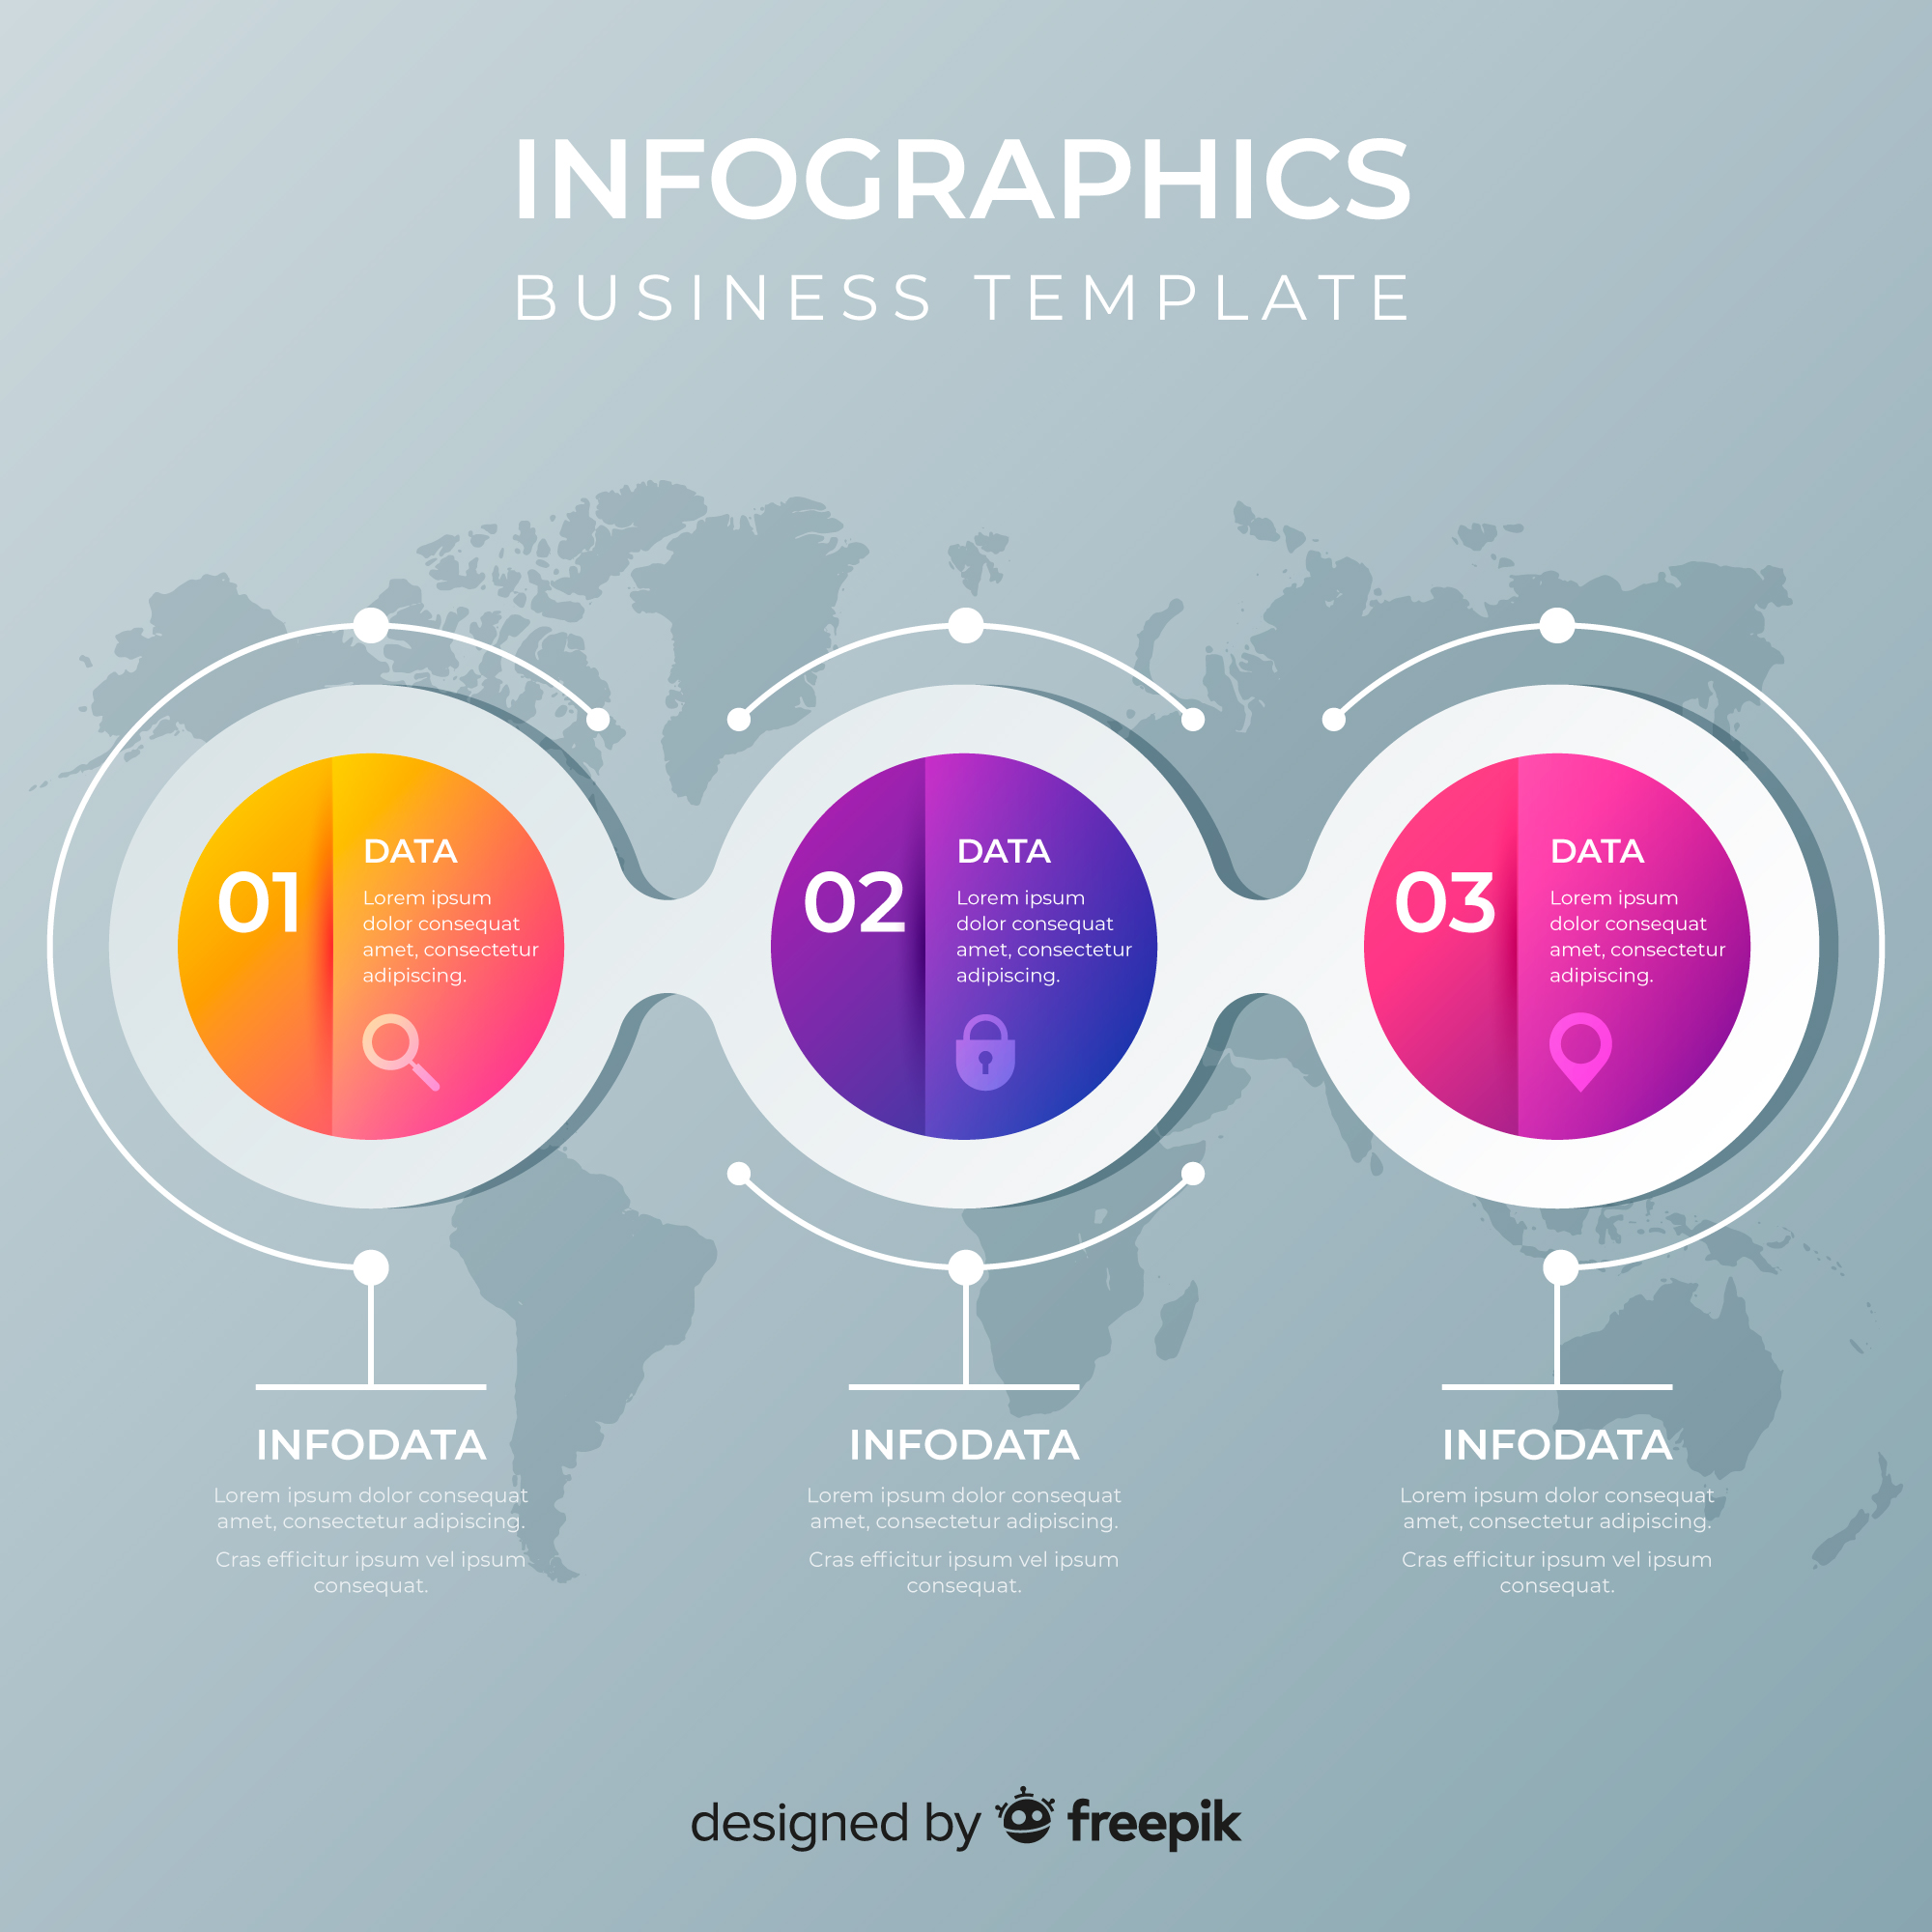 INFOGRAPHICS
BUSINESS TEMPLATE
01
DATA
Lorem ipsum
dolor consequat
amet, consectetur
adipiscing.
02
DATA
Lorem ipsum
dolor consequat
amet, consectetur
adipiscing.
03
DATA
Lorem ipsum
dolor consequat
amet, consectetur
adipiscing.
INFODATA
Lorem ipsum dolor consequat
amet, consectetur adipiscing.
Cras efficitur ipsum vel ipsum
consequat.
INFODATA
Lorem ipsum dolor consequat
amet, consectetur adipiscing.
Cras efficitur ipsum vel ipsum
consequat.
INFODATA
Lorem ipsum dolor consequat
amet, consectetur adipiscing.
Cras efficitur ipsum vel ipsum
consequat.
designed by freepik